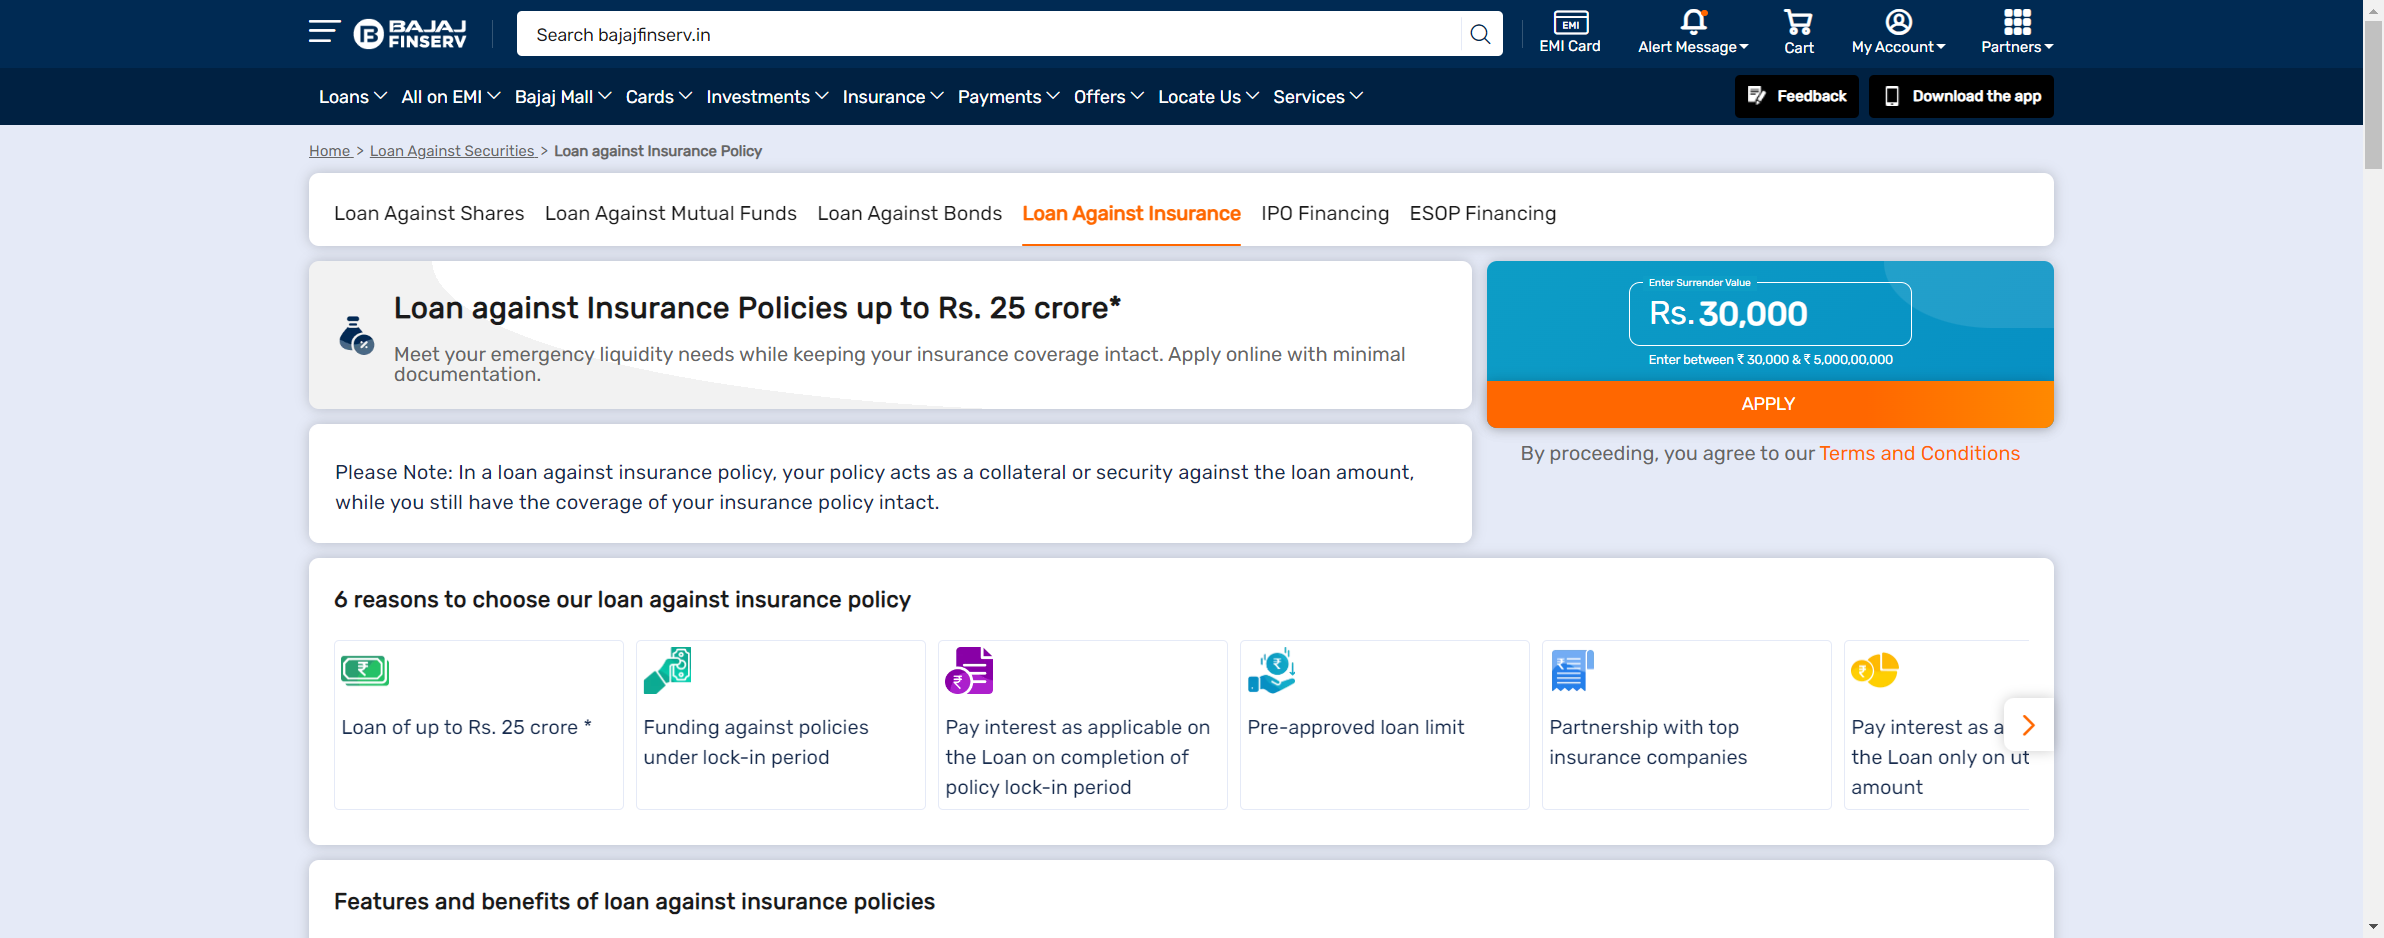 BAJAJ
FINSERV
Search bajajfinserv.in
EMI
EMI Card
Alert Message
Cart
My Account
Partners
Loans
All on EMI
Bajaj Mall
Cards
Investments
Insurance
Payments
Offers
Locate Us
Services
Feedback
Download the app
Home > Loan Against Securities > Loan against Insurance Policy
Loan Against Shares
Loan Against Mutual Funds
Loan Against Bonds
Loan Against Insurance
IPO Financing
ESOP Financing
Loan against Insurance Policies up to Rs. 25 crore*
Meet your emergency liquidity needs while keeping your insurance coverage intact. Apply online with minimal
documentation.
Enter Surrender Value
Rs. 30,000
Enter between ₹ 30,000 & ₹ 5,000,00,000
APPLY
By proceeding, you agree to our Terms and Conditions
Please Note: In a loan against insurance policy, your policy acts as a collateral or security against the loan amount,
while you still have the coverage of your insurance policy intact.
6 reasons to choose our loan against insurance policy
Loan of up to Rs. 25 crore *
Funding against policies
under lock-in period
Pay interest as applicable on
the Loan on completion of
policy lock-in period
Pre-approved loan limit
Partnership with top
insurance companies
Pay interest as a
the Loan only on ut
amount
Features and benefits of loan against insurance policies